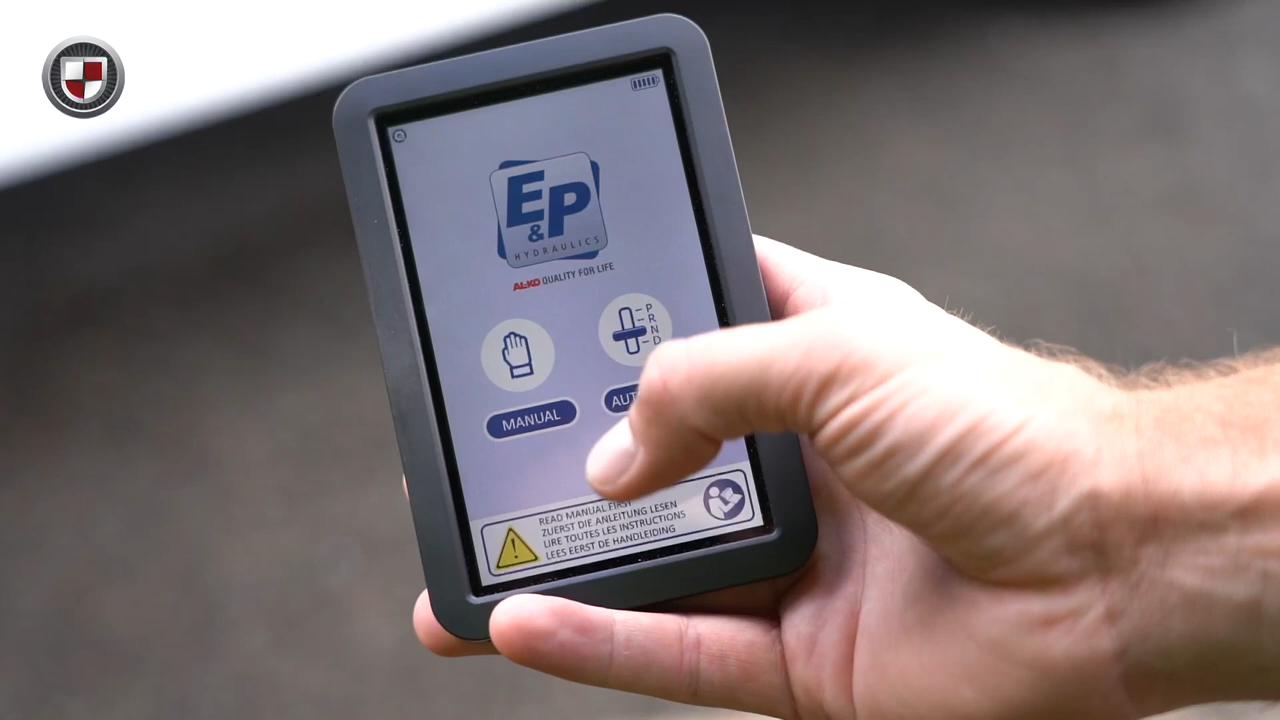 E&P
HYDRAULICS
AL-KO QUALITY FOR LIFE
P
R
N
D
MANUAL
READ MANUAL FIRST
ZUERST DIE ANLEITUNG LESEN
LIRE TOUTES LES INSTRUCTIONS
LEES EERST DE HANDLEIDING